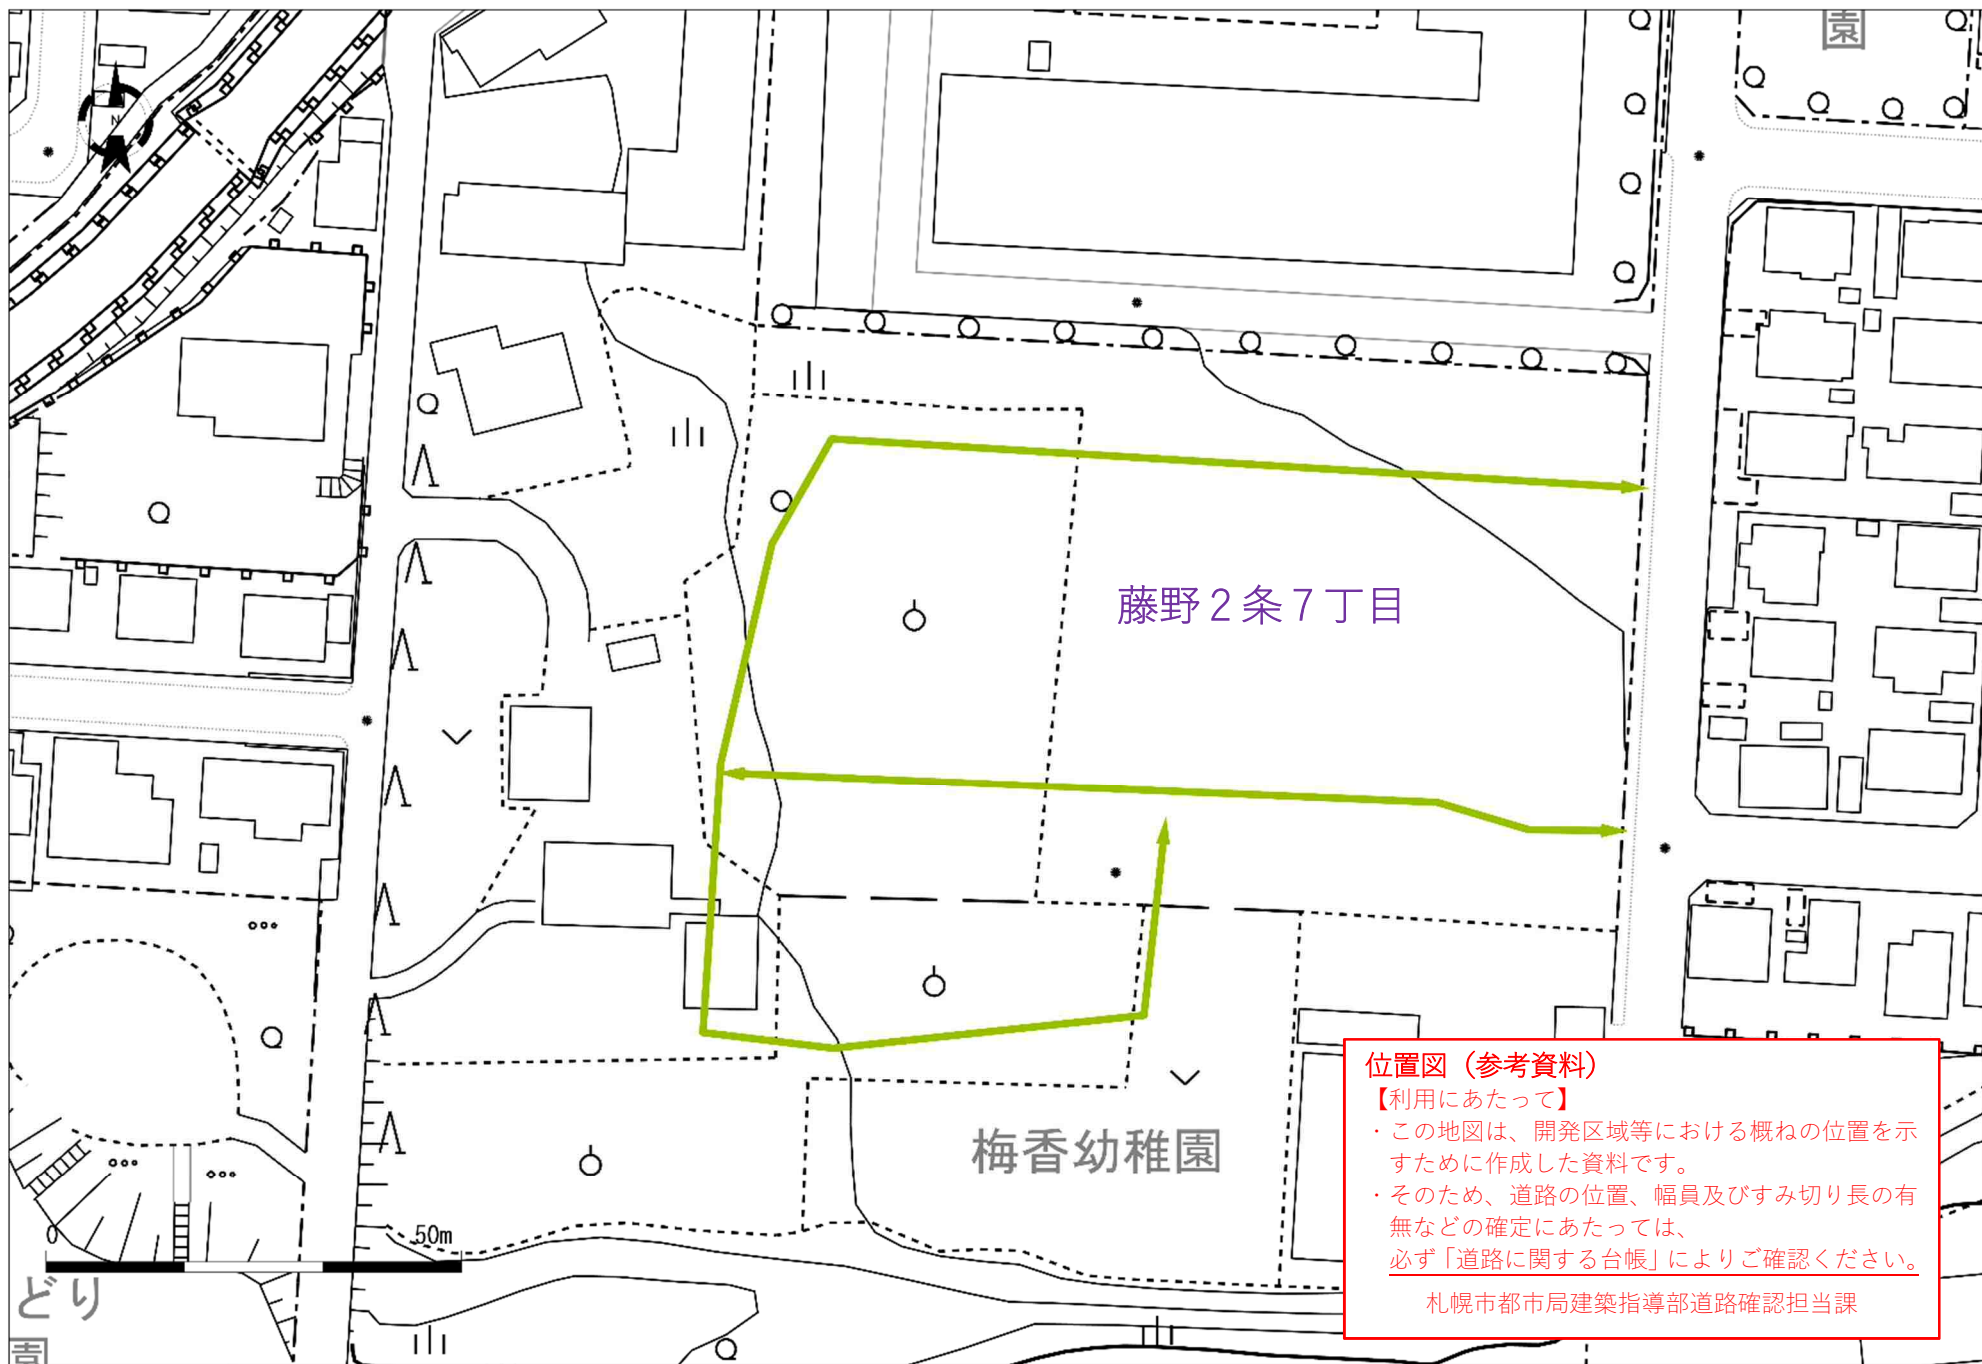 園
N
藤野２条７丁目
梅香幼稚園
0
50m
どり
園
位置図（参考資料）
【利用にあたって】
・この地図は、開発区域等における概ねの位置を示
すために作成した資料です。
・そのため、道路の位置、幅員及びすみ切り長の有
無などの確定にあたっては、
必ず「道路に関する台帳」によりご確認ください。
札幌市都市局建築指導部道路確認担当課